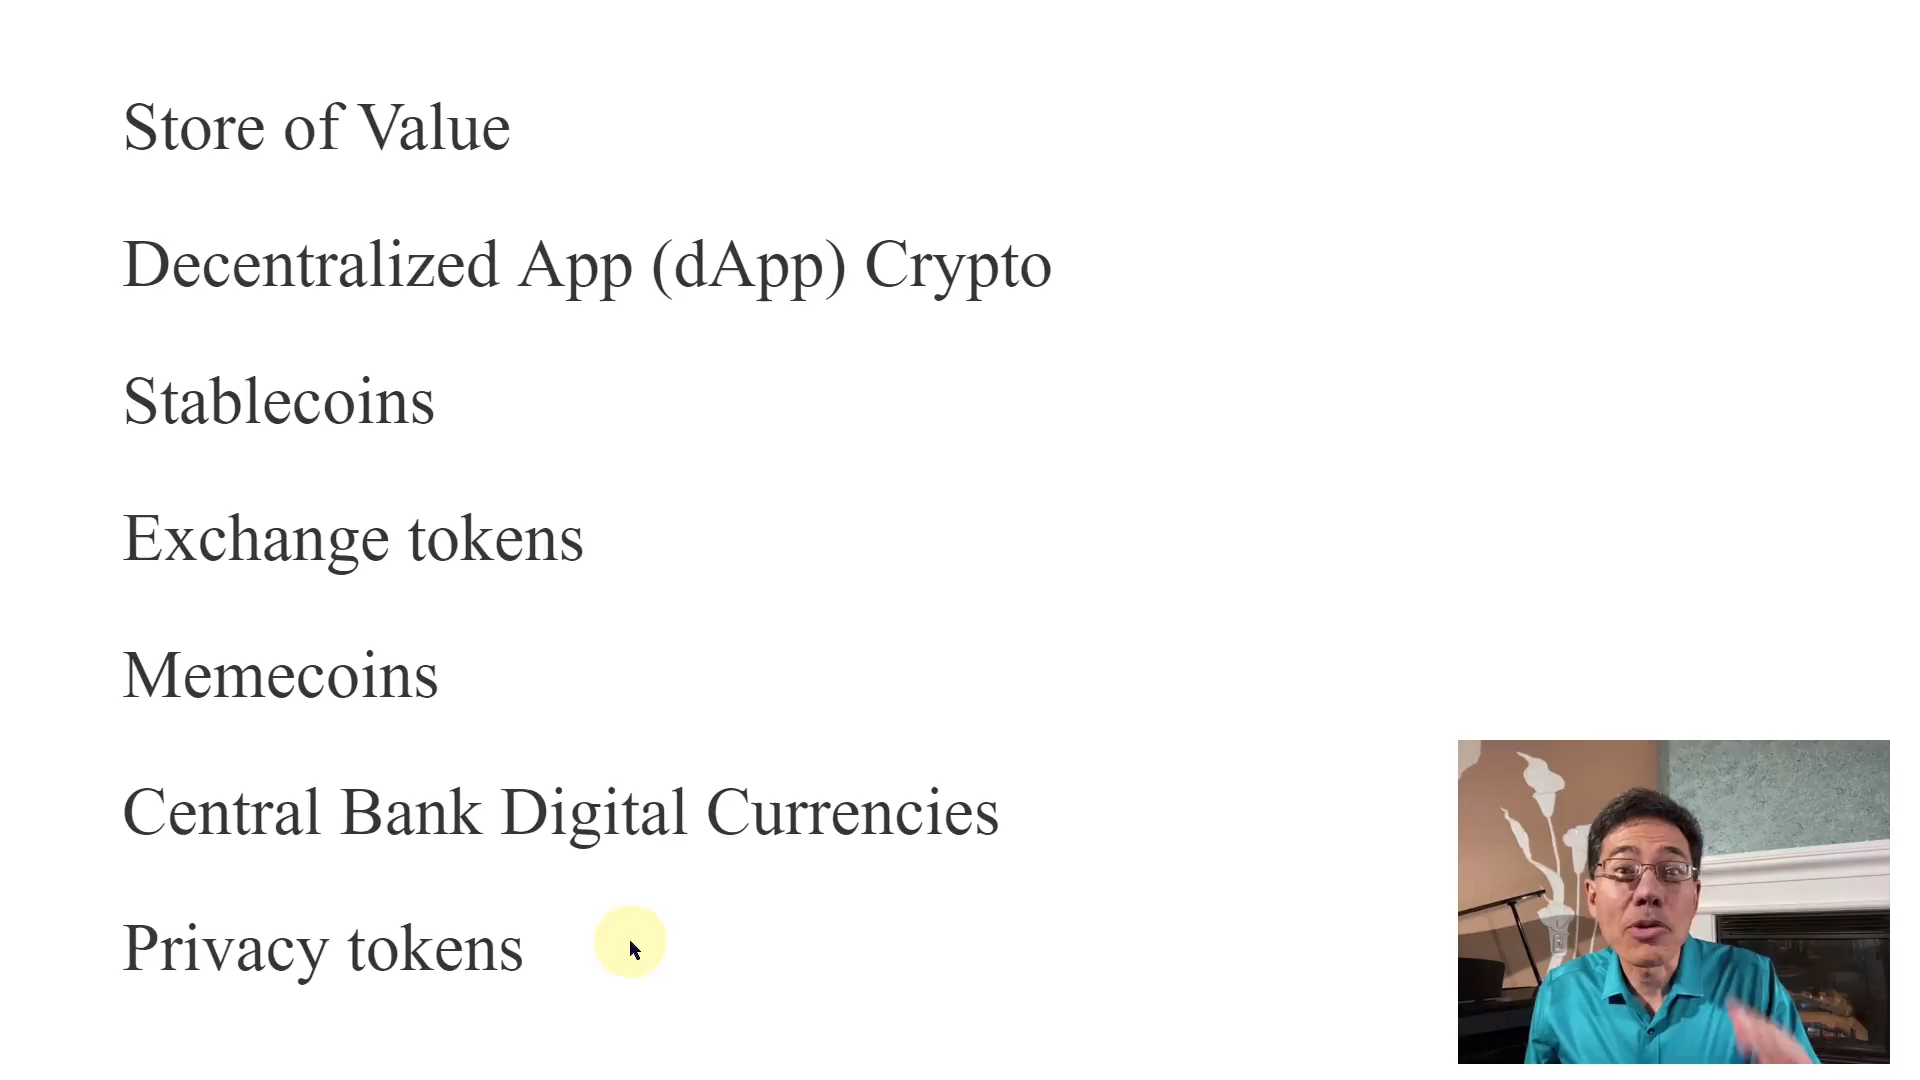 Store of Value
Decentralized App (dApp) Crypto
Stablecoins
Exchange tokens
Memecoins
Central Bank Digital Currencies
Privacy tokens